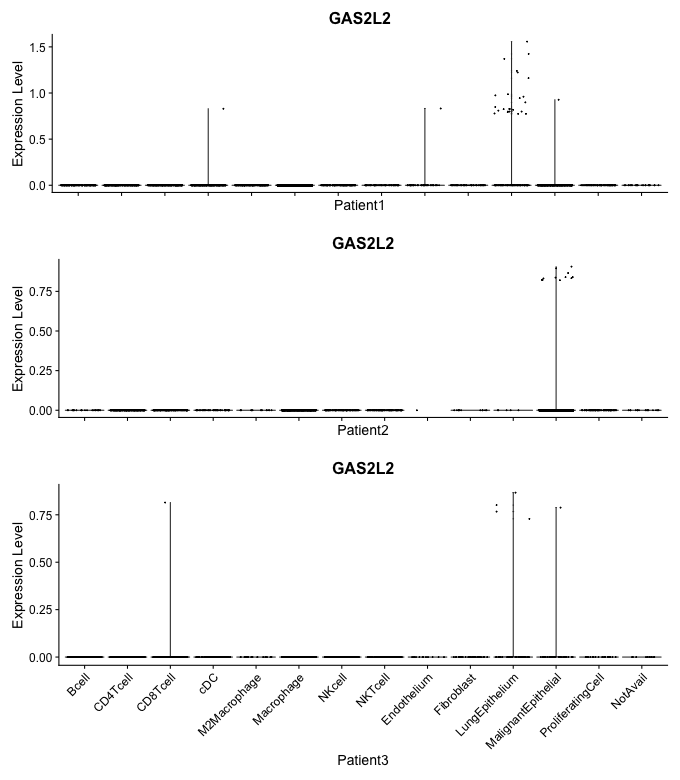 GAS2L2
Expression Level
1.5
1.0
0.5
0.0
Patient1
GAS2L2
Expression Level
0.75
0.50
0.25
0.00
Patient2
GAS2L2
Expression Level
0.75
0.50
0.25
0.00
Bcell
CD4Tcell
CD8Tcell
cDC
M2Macrophage
Macrophage
NKcell
NKTcell
Endothelium
Fibroblast
LungEpithelium
MalignantEpithelial
ProliferatingCell
NotAvail
Patient3